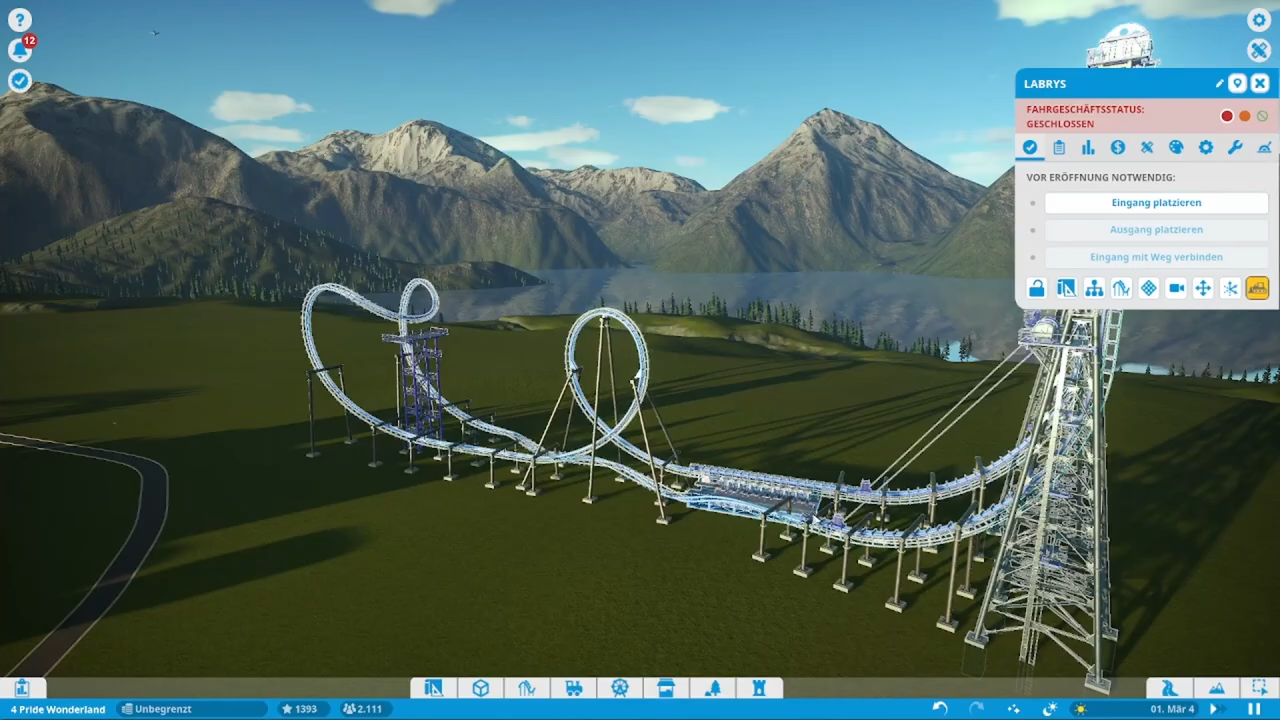 ?
12
LABRYS
FAHRGESCHÄFTSSTATUS:
GESCHLOSSEN
VOR ERÖFFNUNG NOTWENDIG:
Eingang platzieren
Ausgang platzieren
Eingang mit Weg verbinden
4 Pride Wonderland
Unbegrenzt
1393
2.111
01. Mär 4